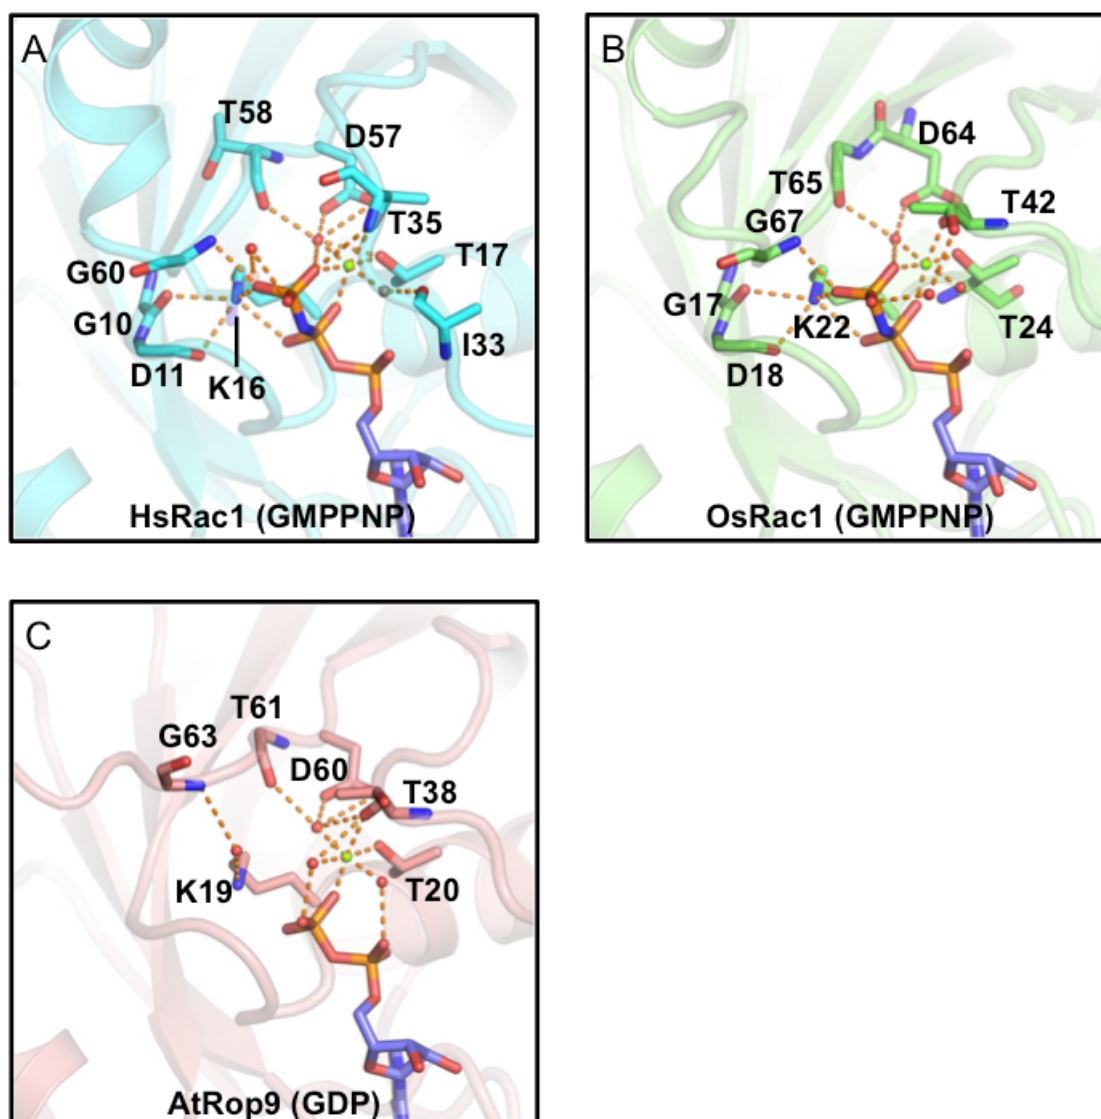 A
T58
D57
T35
G60
T17
G10
I33
D11
K16
HsRac1 (GMPPNP)
B
D64
T65
T42
G67
G17
K22
T24
D18
OsRac1 (GMPPNP)
C
T61
G63
D60
T38
K19
T20
AtRop9 (GDP)